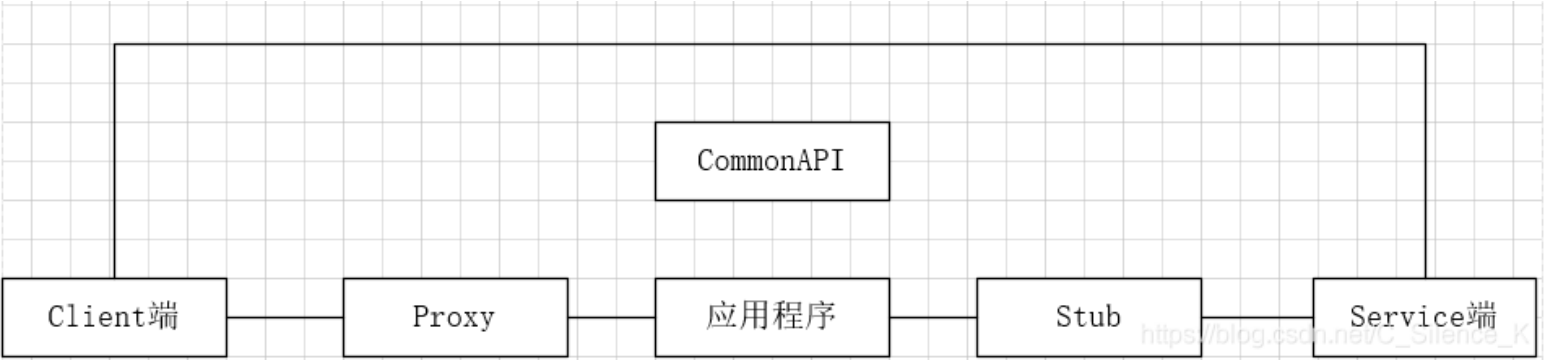 CommonAPI
Client端
Proxy
应用程序
Stub
Service端
https://blog.csdn.net/C_Silence_K